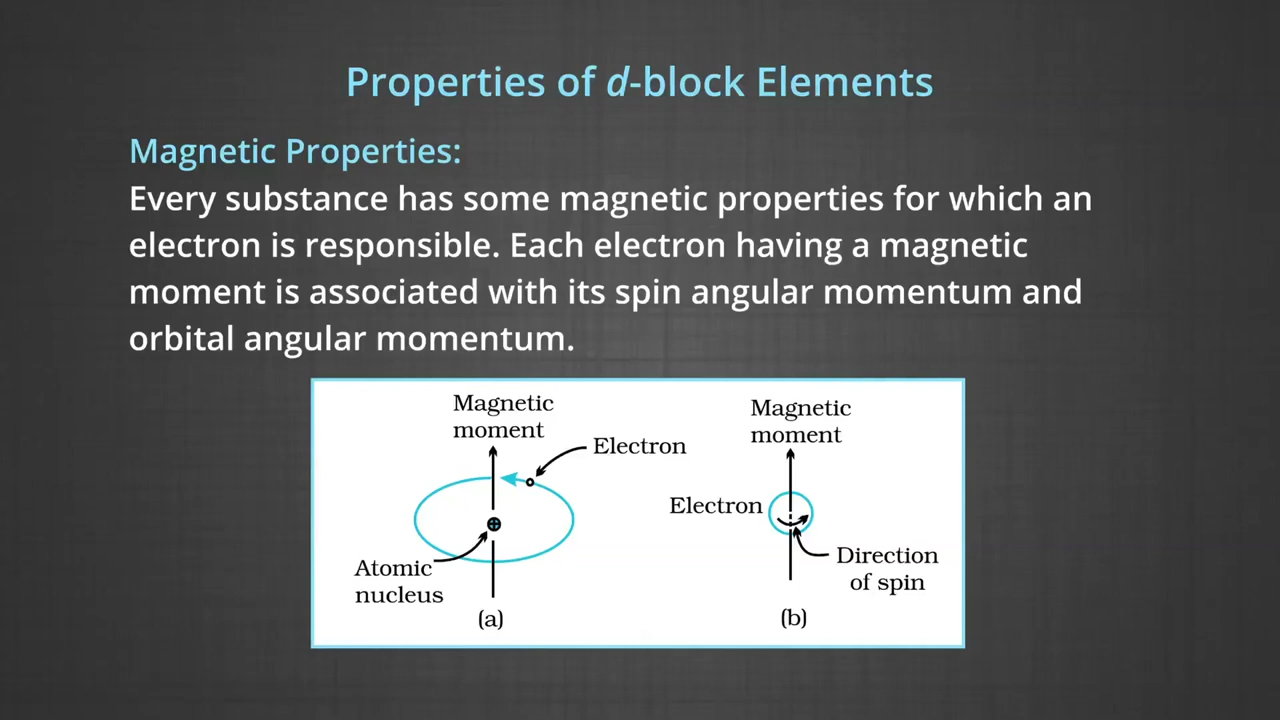 Properties of d-block Elements
Magnetic Properties:
Every substance has some magnetic properties for which an
electron is responsible. Each electron having a magnetic
moment is associated with its spin angular momentum and
orbital angular momentum.
Magnetic
moment
Electron
Atomic
nucleus
(a)
Magnetic
moment
Electron
Direction
of spin
(b)